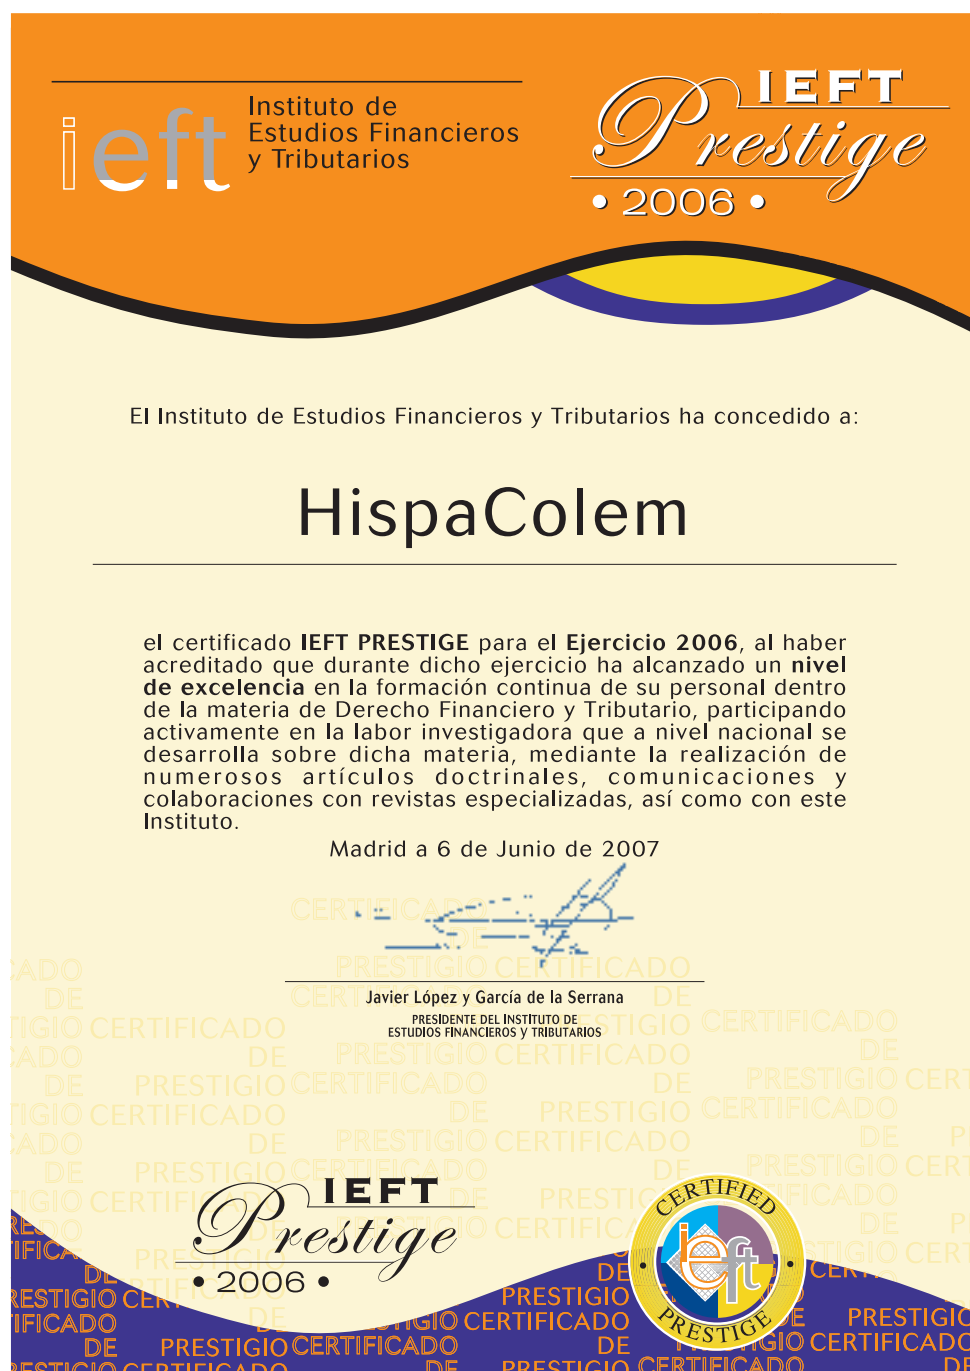 ieft
Instituto de
Estudios Financieros
y Tributarios
IEFT
Prestige
• 2006 •
El Instituto de Estudios Financieros y Tributarios ha concedido a:
HispaColem
el certificado IEFT PRESTIGE para el Ejercicio 2006, al haber
acreditado que durante dicho ejercicio ha alcanzado un nivel
de excelencia en la formación continua de su personal dentro
de la materia de Derecho Financiero y Tributario, participando
activamente en la labor investigadora que a nivel nacional se
desarrolla sobre dicha materia, mediante la realización de
numerosos artículos doctrinales, comunicaciones y
colaboraciones con revistas especializadas, así como con este
Instituto.
Madrid a 6 de Junio de 2007
Javier López y García de la Serrana
PRESIDENTE DEL INSTITUTO DE
ESTUDIOS FINANCIEROS Y TRIBUTARIOS
CERTIFICADO
DE
PRESTIGIO CERTIFICADO
IEFT
Prestige
• 2006 •
CERTIFIED
ieft
PRESTIGE